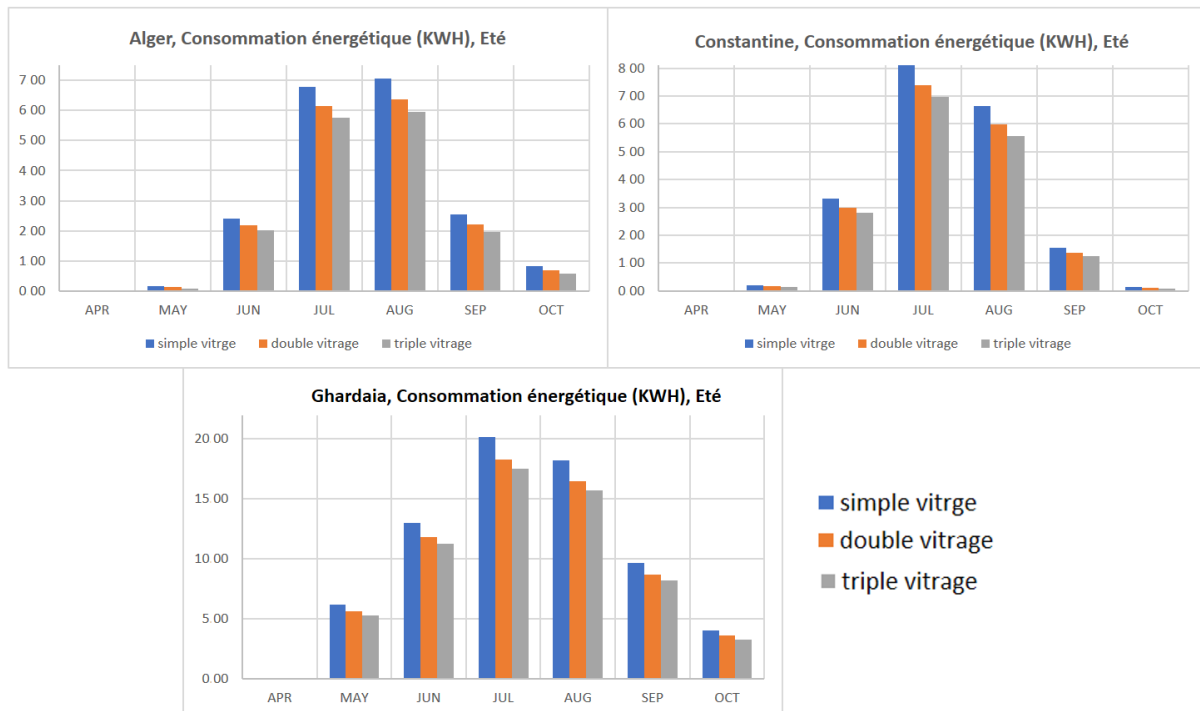 Alger, Consommation énergétique (KWH), Eté
7 00
6 00
5 00
4 00
3 00
2 00
1 00
0 00
APR MAY JUN JUL AUG SEP OCT
simple vitrge double vitrage triple vitrage
Constantine, Consommation énergétique (KWH), Eté
8 00
7 00
6 00
5 00
4 00
3 00
2 00
1 00
0 00
APR MAY JUN JUL AUG SEP OCT
simple vitrge double vitrage triple vitrage
Ghardaia, Consommation énergétique (KWH), Eté
20 00
15 00
10 00
5 00
0 00
APR MAY JUN JUL AUG SEP OCT
simple vitrge
double vitrage
triple vitrage